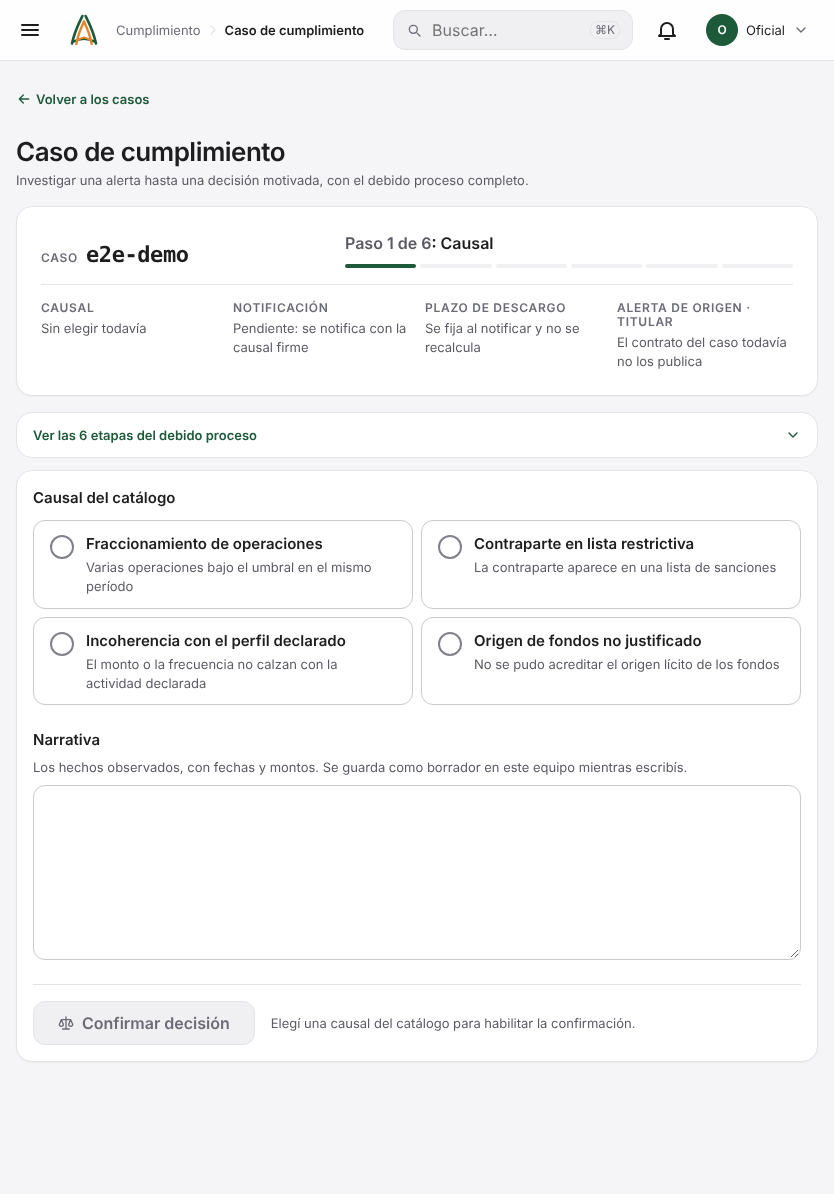 Cumplimiento
Caso de cumplimiento
Buscar...
⌘K
O
Oficial
← Volver a los casos
Caso de cumplimiento
Investigar una alerta hasta una decisión motivada, con el debido proceso completo.
CASO e2e-demo
Paso 1 de 6: Causal
CAUSAL
Sin elegir todavía
NOTIFICACIÓN
Pendiente: se notifica con la
causal firme
PLAZO DE DESCARGO
Se fija al notificar y no se
recalcula
ALERTA DE ORIGEN ·
TITULAR
El contrato del caso todavía
no los publica
Ver las 6 etapas del debido proceso
Causal del catálogo
Fraccionamiento de operaciones
Varias operaciones bajo el umbral en el mismo
período
Contraparte en lista restrictiva
La contraparte aparece en una lista de sanciones
Incoherencia con el perfil declarado
El monto o la frecuencia no calzan con la
actividad declarada
Origen de fondos no justificado
No se pudo acreditar el origen lícito de los fondos
Narrativa
Los hechos observados, con fechas y montos. Se guarda como borrador en este equipo mientras escribís.
Confirmar decisión
Elegí una causal del catálogo para habilitar la confirmación.